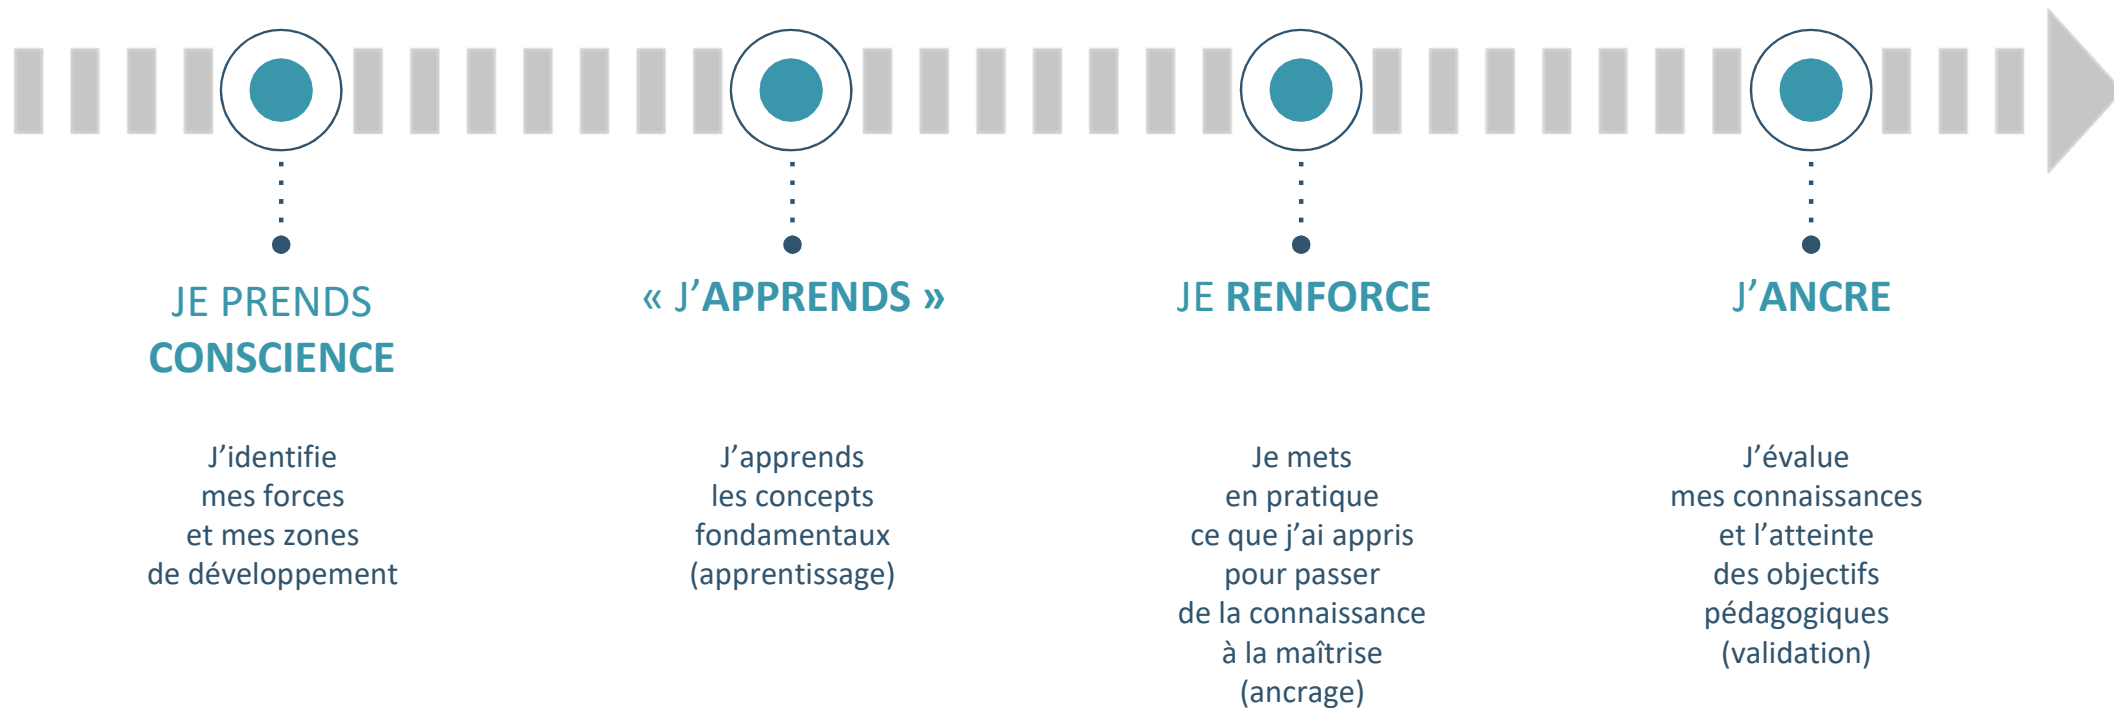 JE PRENDS
CONSCIENCE
J’identifie
mes forces
et mes zones
de développement
« J’APPRENDS »
J’apprends
les concepts
fondamentaux
(apprentissage)
JE RENFORCE
Je mets
en pratique
ce que j’ai appris
pour passer
de la connaissance
à la maîtrise
(ancrage)
J’ANCRE
J’évalue
mes connaissances
et l’atteinte
des objectifs
pédagogiques
(validation)